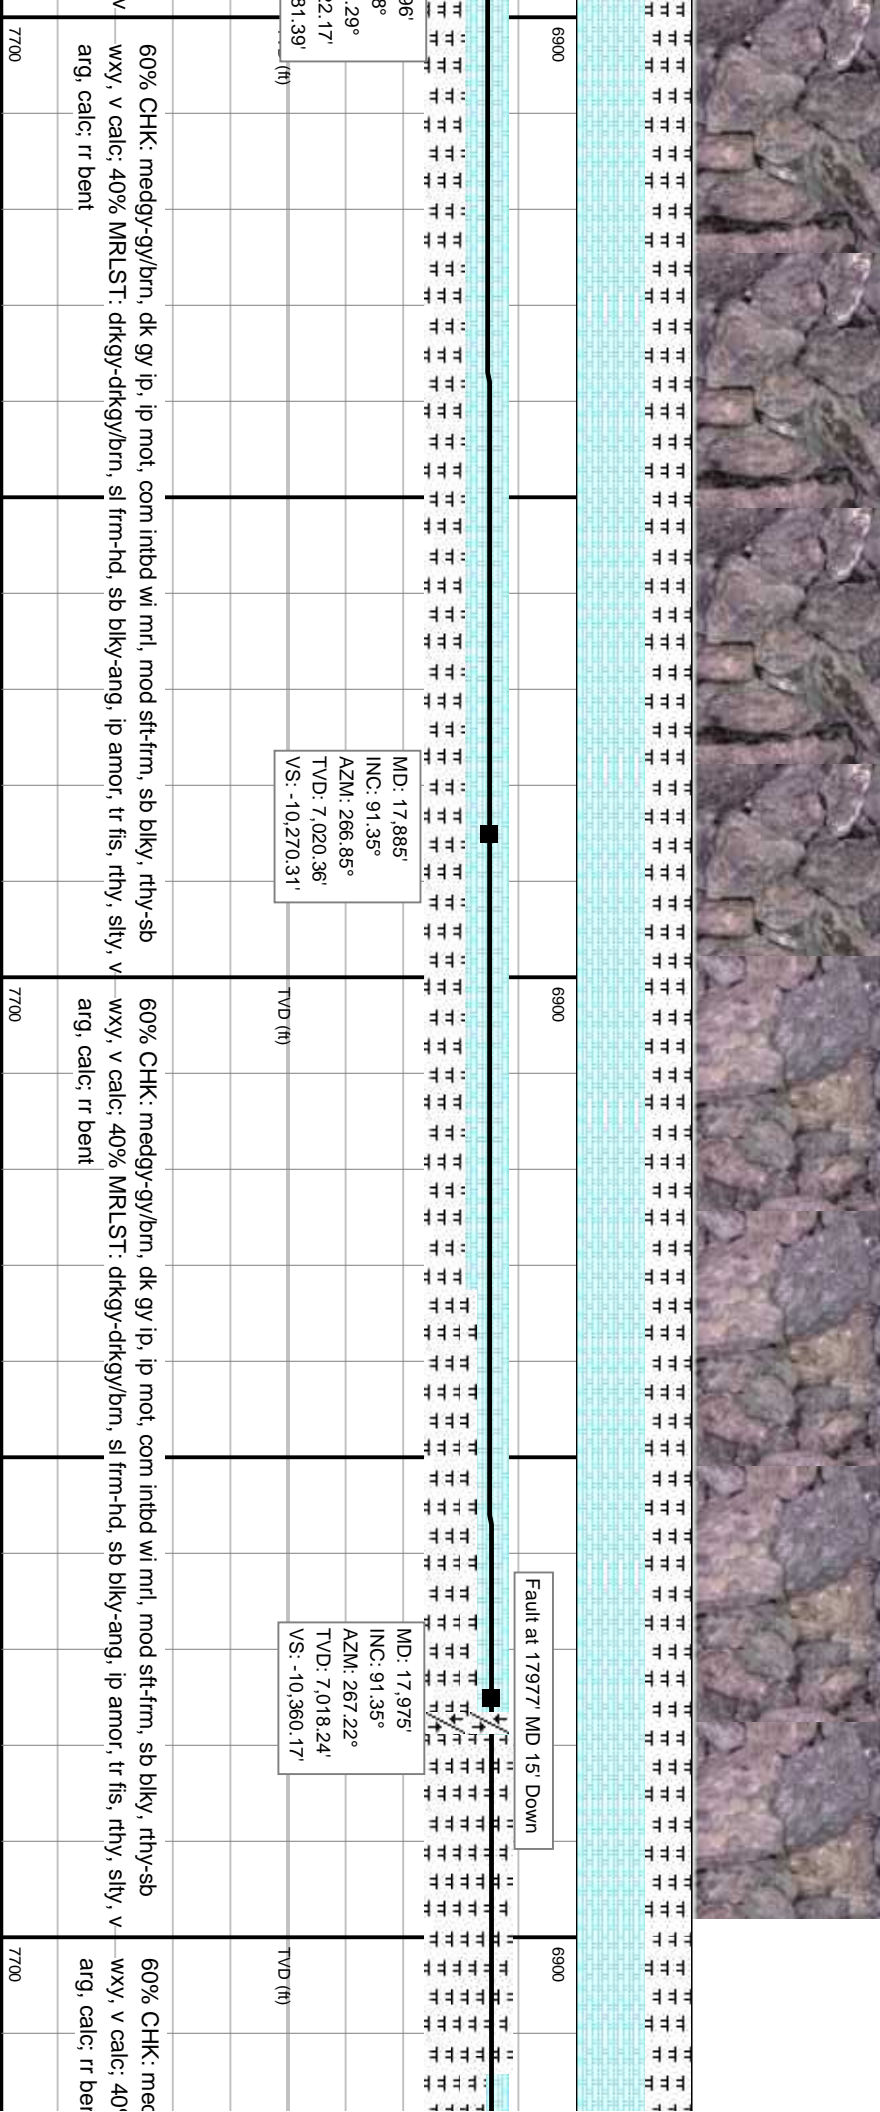 6900
TVD (ft)
7700
96'
8°
.29°
22.17'
81.39'
60% CHK: medgy-gy/brn, dk gy ip, ip mot, com intbd wi mrl, mod sft-frm, sb blky, rthy-sb
wxy, v calc; 40% MRLST: drkgy-drkgy/brn, sl frm-hd, sb blky-ang, ip amor, tr fis, rthy, slty, v
arg, calc; rr bent
MD: 17,885'
INC: 91.35°
AZM: 266.85°
TVD: 7,020.36'
VS: -10,270.31'
6900
TVD (ft)
7700
60% CHK: medgy-gy/brn, dk gy ip, ip mot, com intbd wi mrl, mod sft-frm, sb blky, rthy-sb
wxy, v calc; 40% MRLST: drkgy-drkgy/brn, sl frm-hd, sb blky-ang, ip amor, tr fis, rthy, slty, v
arg, calc; rr bent
Fault at 17977' MD 15' Down
MD: 17,975'
INC: 91.35°
AZM: 267.22°
TVD: 7,018.24'
VS: -10,360.17'
6900
TVD (ft)
7700
60% CHK: med
wxy, v calc; 40%
arg, calc; rr ben